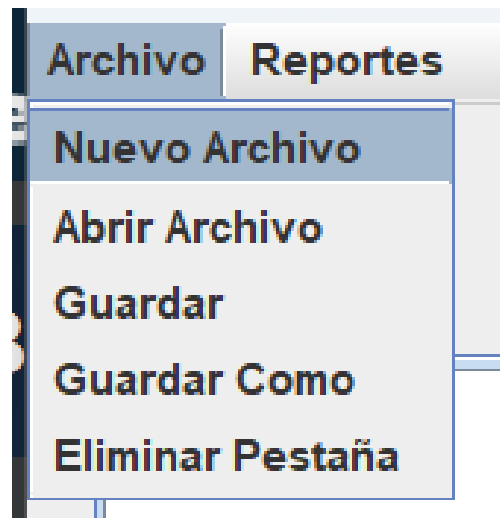 Archivo Reportes
Nuevo Archivo
Abrir Archivo
Guardar
Guardar Como
Eliminar Pestaña